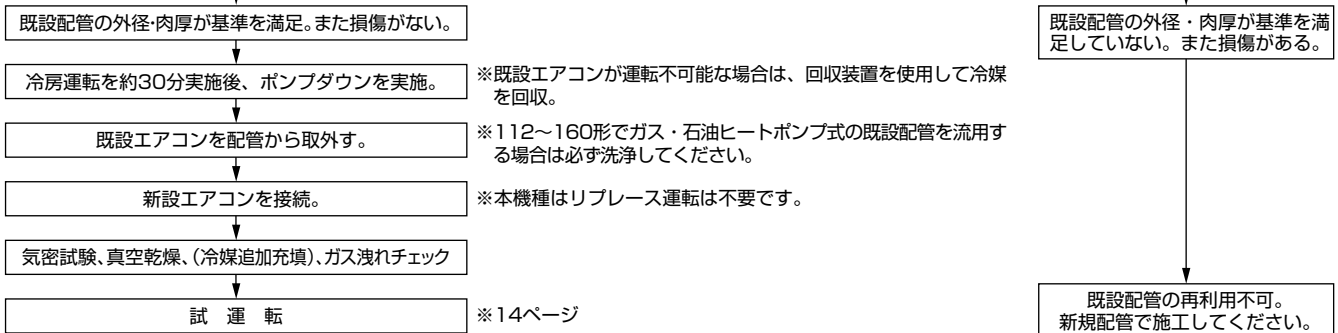 既設配管の外径･肉厚が基準を満足。また損傷がない。
冷房運転を約30分実施後、ポンプダウンを実施。
※既設エアコンが運転不可能な場合は、回収装置を使用して冷媒
を回収。
既設エアコンを配管から取外す。
※112～160形でガス・石油ヒートポンプ式の既設配管を流用す
る場合は必ず洗浄してください。
新設エアコンを接続。
※本機種はリプレース運転は不要です。
気密試験、真空乾燥、(冷媒追加充填)、ガス洩れチェック
試　運　転
※14ページ
既設配管の外径・肉厚が基準を満
足していない。また損傷がある。
既設配管の再利用不可。
新規配管で施工してください。